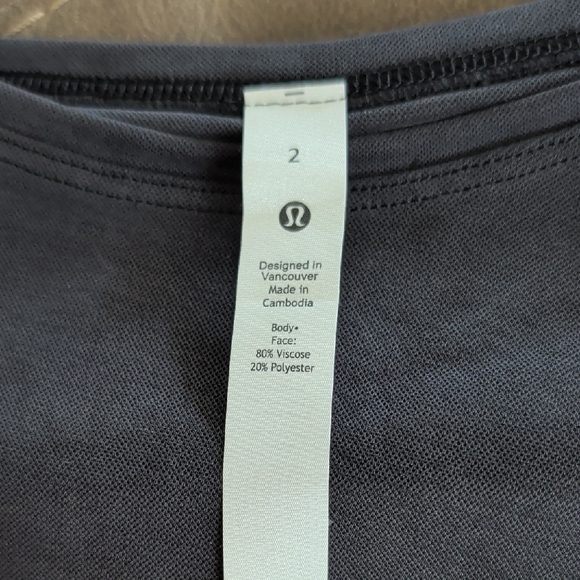 2
Designed in
Vancouver
Made in
Cambodia
Body•
Face:
80% Viscose
20% Polyester